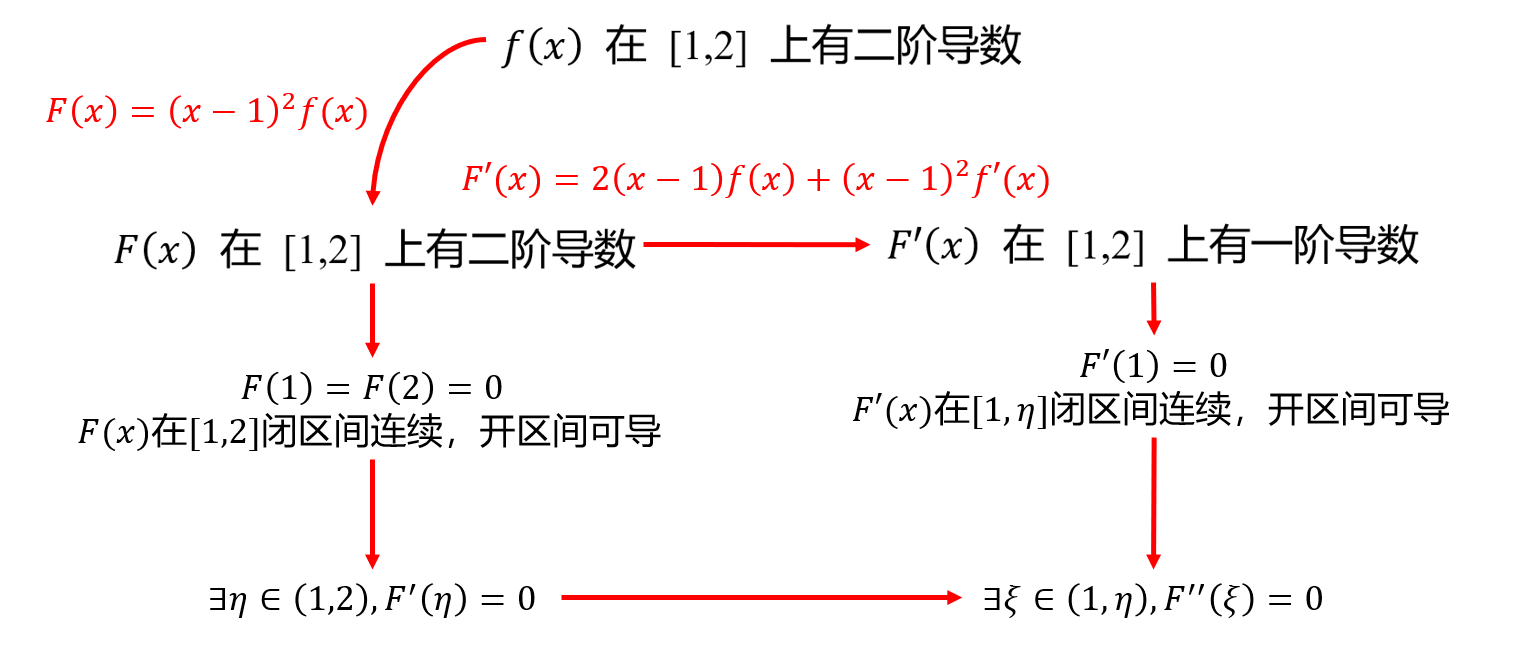 f(x) 在 [1,2] 上有二阶导数
F(x) = (x − 1)²f(x)
F′(x) = 2(x − 1)f(x) + (x − 1)²f′(x)
F(x) 在 [1,2] 上有二阶导数
F′(x) 在 [1,2] 上有一阶导数
F(1) = F(2) = 0
F(x)在[1,2]闭区间连续，开区间可导
F′(1) = 0
F′(x)在[1, η]闭区间连续，开区间可导
∃η ∈ (1,2), F′(η) = 0
∃ξ ∈ (1, η), F′′(ξ) = 0